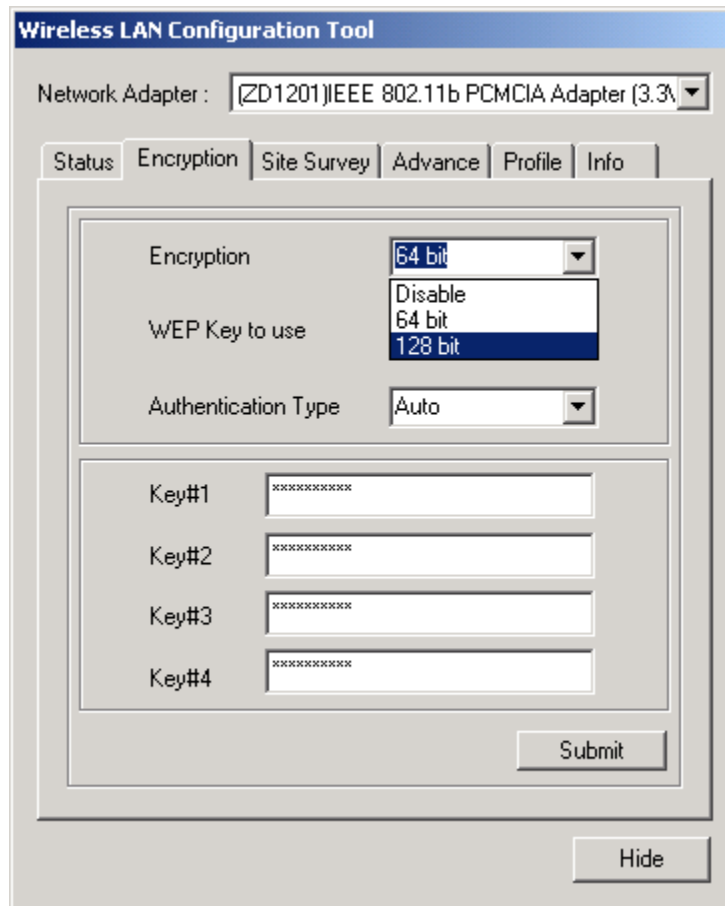 Wireless LAN Configuration Tool
Network Adapter : (ZD1201)IEEE 802.11b PCMCIA Adapter (3.3V
Status Encryption Site Survey Advance Profile Info
Encryption 64 bit
Disable
64 bit
WEP Key to use
128 bit
Authentication Type Auto
Key#1 **********
Key#2 **********
Key#3 **********
Key#4 **********
Submit
Hide